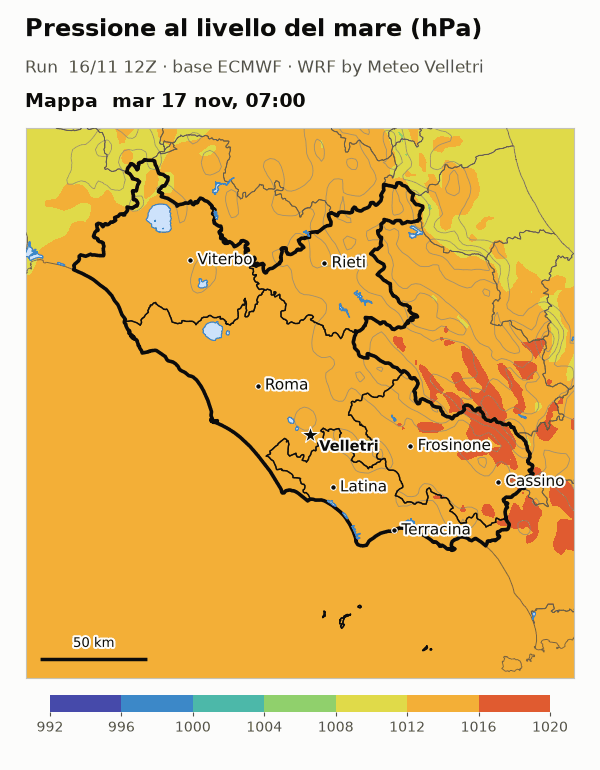 Pressione al livello del mare (hPa)
Run  16/11 12Z · base ECMWF · WRF by Meteo Velletri
Mappa  mar 17 nov, 07:00
Viterbo
Rieti
Roma
Velletri
Frosinone
Cassino
Latina
Terracina
50 km
992 996 1000 1004 1008 1012 1016 1020